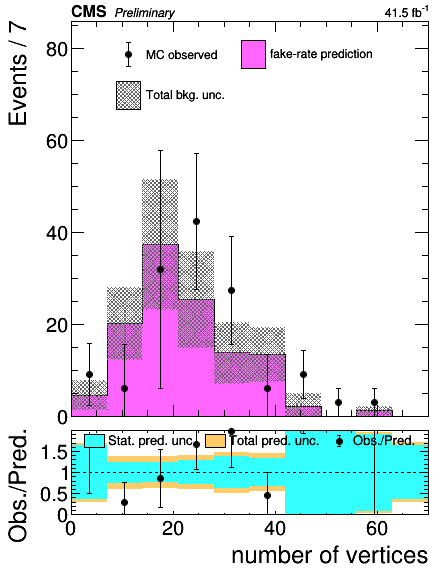 CMS Preliminary 41.5 fb⁻¹
Events / 7
MC observed
fake-rate prediction
Total bkg. unc.
80
60
40
20
0
Obs./Pred.
Stat. pred. unc.
Total pred. unc.
Obs./Pred.
1.5
1
0.5
0
0 20 40 60
number of vertices